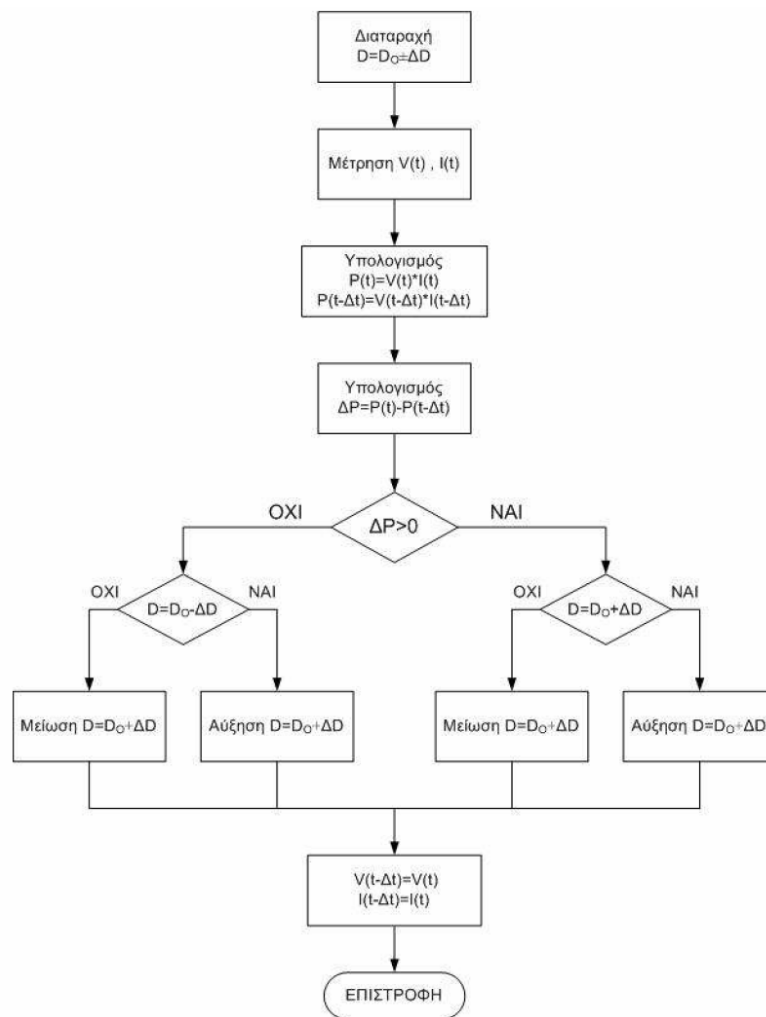 Διαταραχή
D=D₀±ΔD
Μέτρηση V(t) , I(t)
Υπολογισμός
P(t)=V(t)*I(t)
P(t-Δt)=V(t-Δt)*I(t-Δt)
Υπολογισμός
ΔP=P(t)-P(t-Δt)
ΟΧΙ
ΔP>0
ΝΑΙ
ΟΧΙ
D=D₀-ΔD
ΝΑΙ
ΟΧΙ
D=D₀+ΔD
ΝΑΙ
Μείωση D=D₀+ΔD
Αύξηση D=D₀+ΔD
Μείωση D=D₀+ΔD
Αύξηση D=D₀+ΔD
V(t-Δt)=V(t)
I(t-Δt)=I(t)
ΕΠΙΣΤΡΟΦΗ